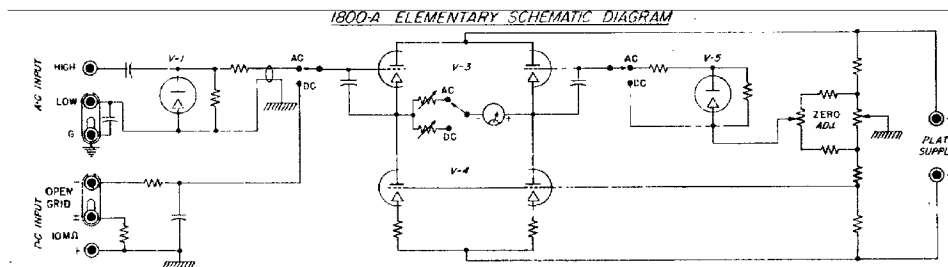 1800-A ELEMENTARY SCHEMATIC DIAGRAM
A-C INPUT
HIGH
LOW
G
V-1
AC
DC
V-3
AC
DC
V-4
AC
DC
V-5
ZERO
ADJ.
PLAT
SUPPL
D-C INPUT
OPEN
GRID
10MΩ